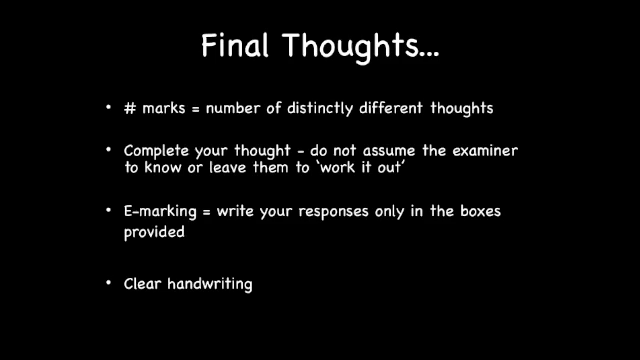 Final Thoughts...
• # marks = number of distinctly different thoughts
• Complete your thought - do not assume the examiner
to know or leave them to 'work it out'
• E-marking = write your responses only in the boxes
provided
• Clear handwriting